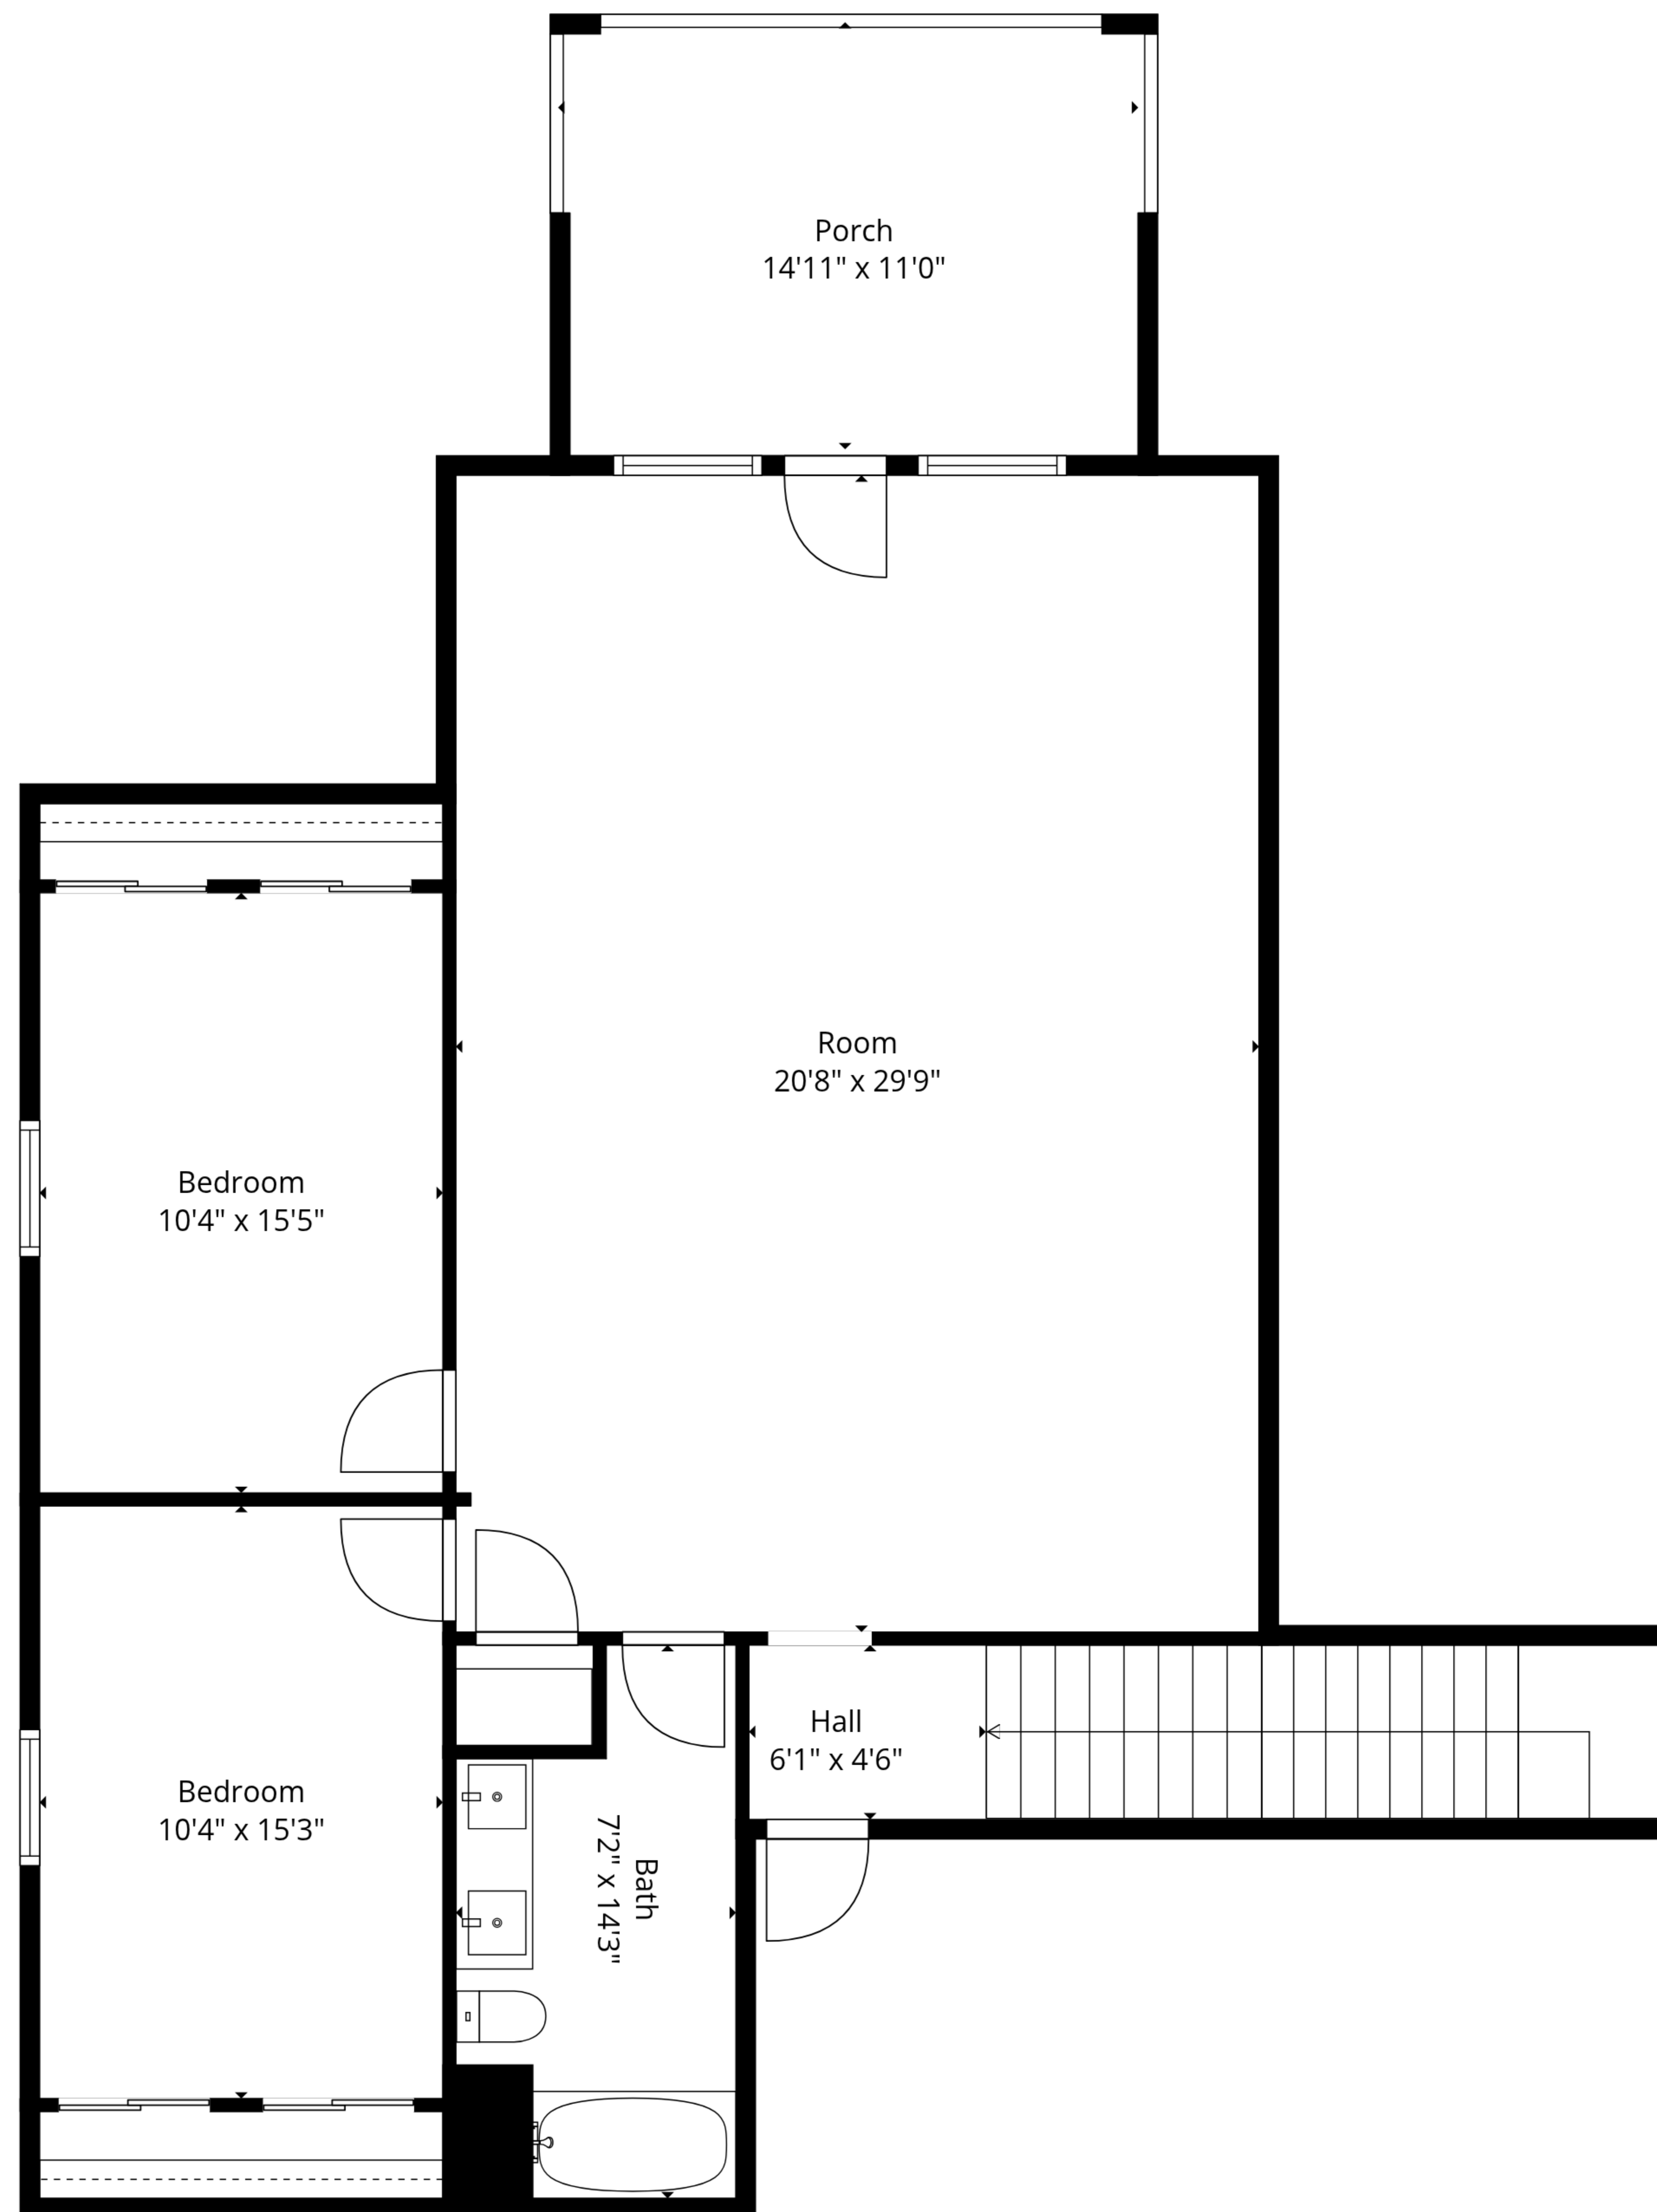 Porch
14'11" x 11'0"
Room
20'8" x 29'9"
Bedroom
10'4" x 15'5"
Hall
6'1" x 4'6"
Bedroom
10'4" x 15'3"
Bath
7'2" x 14'3"